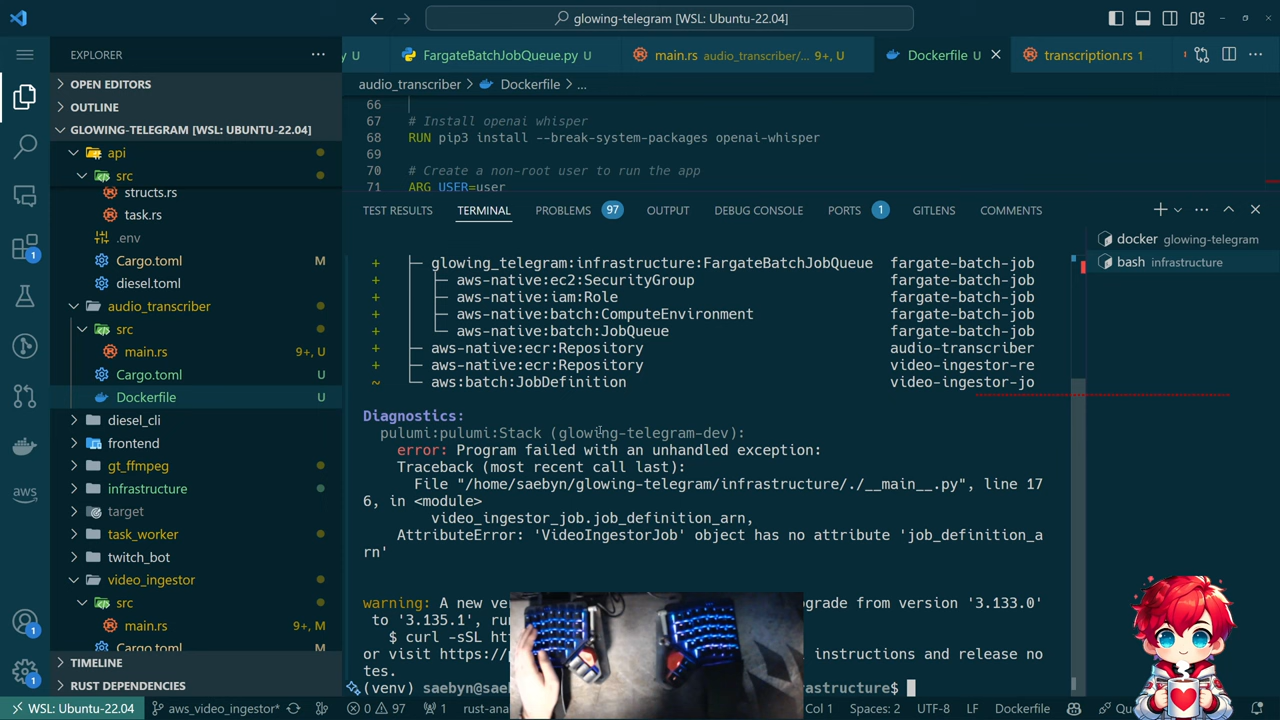 glowing-telegram [WSL: Ubuntu-22.04]
EXPLORER
OPEN EDITORS
OUTLINE
GLOWING-TELEGRAM [WSL: UBUNTU-22.04]
api
src
structs.rs
task.rs
.env
Cargo.toml M
diesel.toml
audio_transcriber
src
main.rs 9+, U
Cargo.toml U
Dockerfile U
diesel_cli
frontend
gt_ffmpeg
infrastructure
target
task_worker
twitch_bot
video_ingestor
src
main.rs 9+, M
Cargo.toml U
TIMELINE
RUST DEPENDENCIES
y U
FargateBatchJobQueue.py U
main.rs audio_transcriber/... 9+, U
Dockerfile U
transcription.rs 1
audio_transcriber > Dockerfile > ...
66
67 # Install openai whisper
68 RUN pip3 install --break-system-packages openai-whisper
69
70 # Create a non-root user to run the app
71 ARG USER=user
TEST RESULTS TERMINAL PROBLEMS 97 OUTPUT DEBUG CONSOLE PORTS 1 GITLENS COMMENTS
docker glowing-telegram
bash infrastructure
+ ├─ glowing_telegram:infrastructure:FargateBatchJobQueue fargate-batch-job
+ │ ├─ aws-native:ec2:SecurityGroup fargate-batch-job
+ │ ├─ aws-native:iam:Role fargate-batch-job
+ │ ├─ aws-native:batch:ComputeEnvironment fargate-batch-job
+ │ └─ aws-native:batch:JobQueue fargate-batch-job
+ ├─ aws-native:ecr:Repository audio-transcriber
+ ├─ aws-native:ecr:Repository video-ingestor-re
~ └─ aws:batch:JobDefinition video-ingestor-jo
Diagnostics:
pulumi:pulumi:Stack (glowing-telegram-dev):
error: Program failed with an unhandled exception:
Traceback (most recent call last):
File "/home/saebyn/glowing-telegram/infrastructure/./__main__.py", line 17
6, in <module>
video_ingestor_job.job_definition_arn,
AttributeError: 'VideoIngestorJob' object has no attribute 'job_definition_a
rn'
warning: A new ve grade from version '3.133.0'
to '3.135.1', ru
$ curl -sSL ht
or visit https:// instructions and release no
tes.
(venv) saebyn@sae astructure$
WSL: Ubuntu-22.04 aws_video_ingestor* 0 97 1 rust-ana Col 1 Spaces: 2 UTF-8 LF Dockerfile